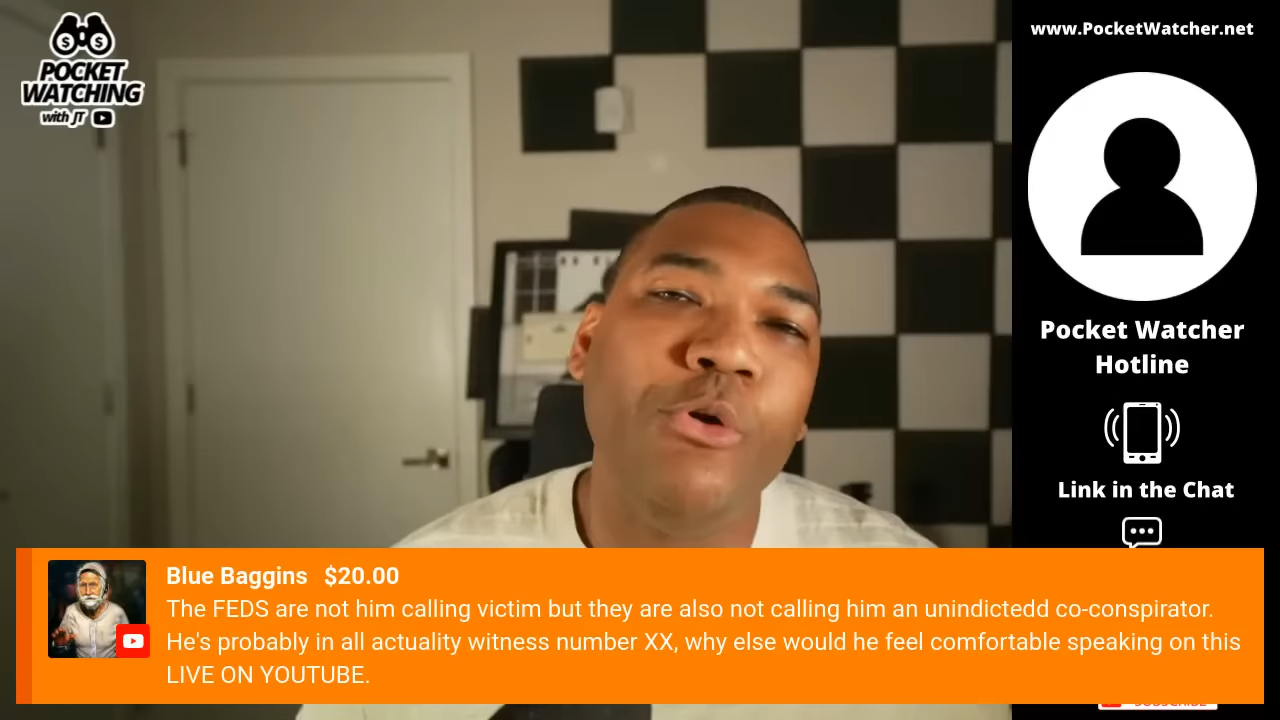 POCKET
WATCHING
with JT
www.PocketWatcher.net
Pocket Watcher
Hotline
Link in the Chat
Blue Baggins $20.00
The FEDS are not him calling victim but they are also not calling him an unindictedd co-conspirator.
He's probably in all actuality witness number XX, why else would he feel comfortable speaking on this
LIVE ON YOUTUBE.
SUBSCRIBE